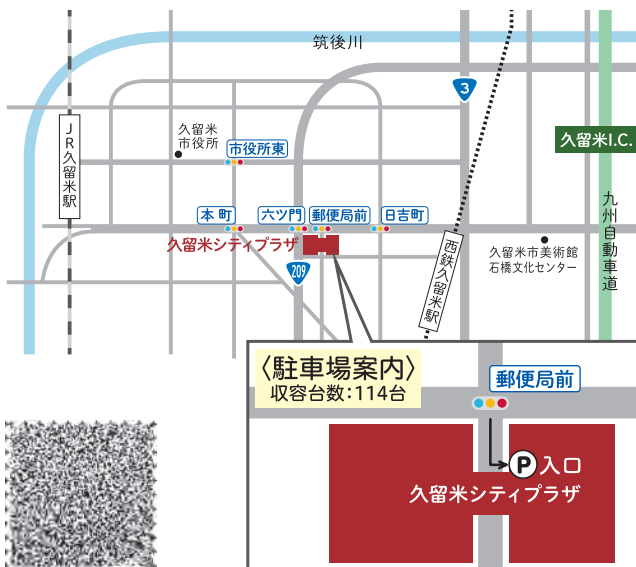 筑後川
3
久留米
市役所
市役所東
久留米I.C.
JR久留米駅
本町
六ツ門
郵便局前
日吉町
久留米シティプラザ
209
西鉄久留米駅
久留米市美術館
石橋文化センター
九州自動車道
〈駐車場案内〉
収容台数:114台
郵便局前
P入口
久留米シティプラザ